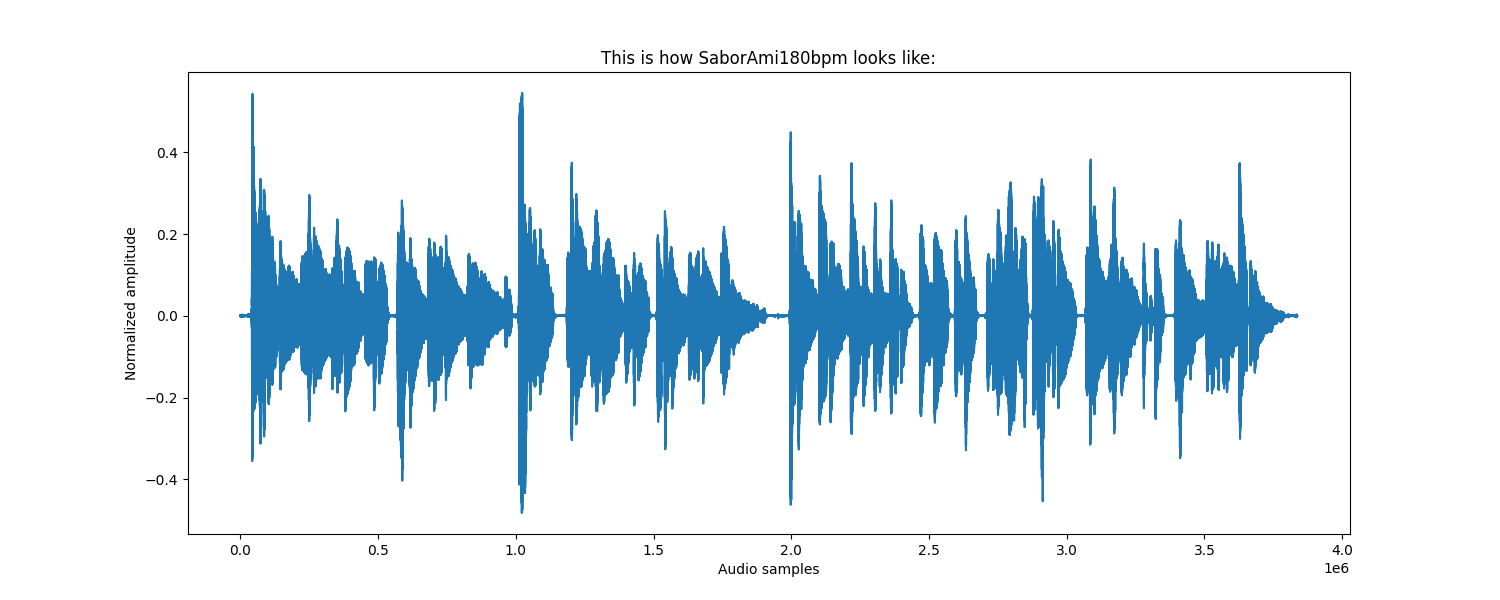 This is how SaborAmi180bpm looks like:
Normalized amplitude
0.4
0.2
0.0
−0.2
−0.4
0.0 0.5 1.0 1.5 2.0 2.5 3.0 3.5 4.0
1e6
Audio samples